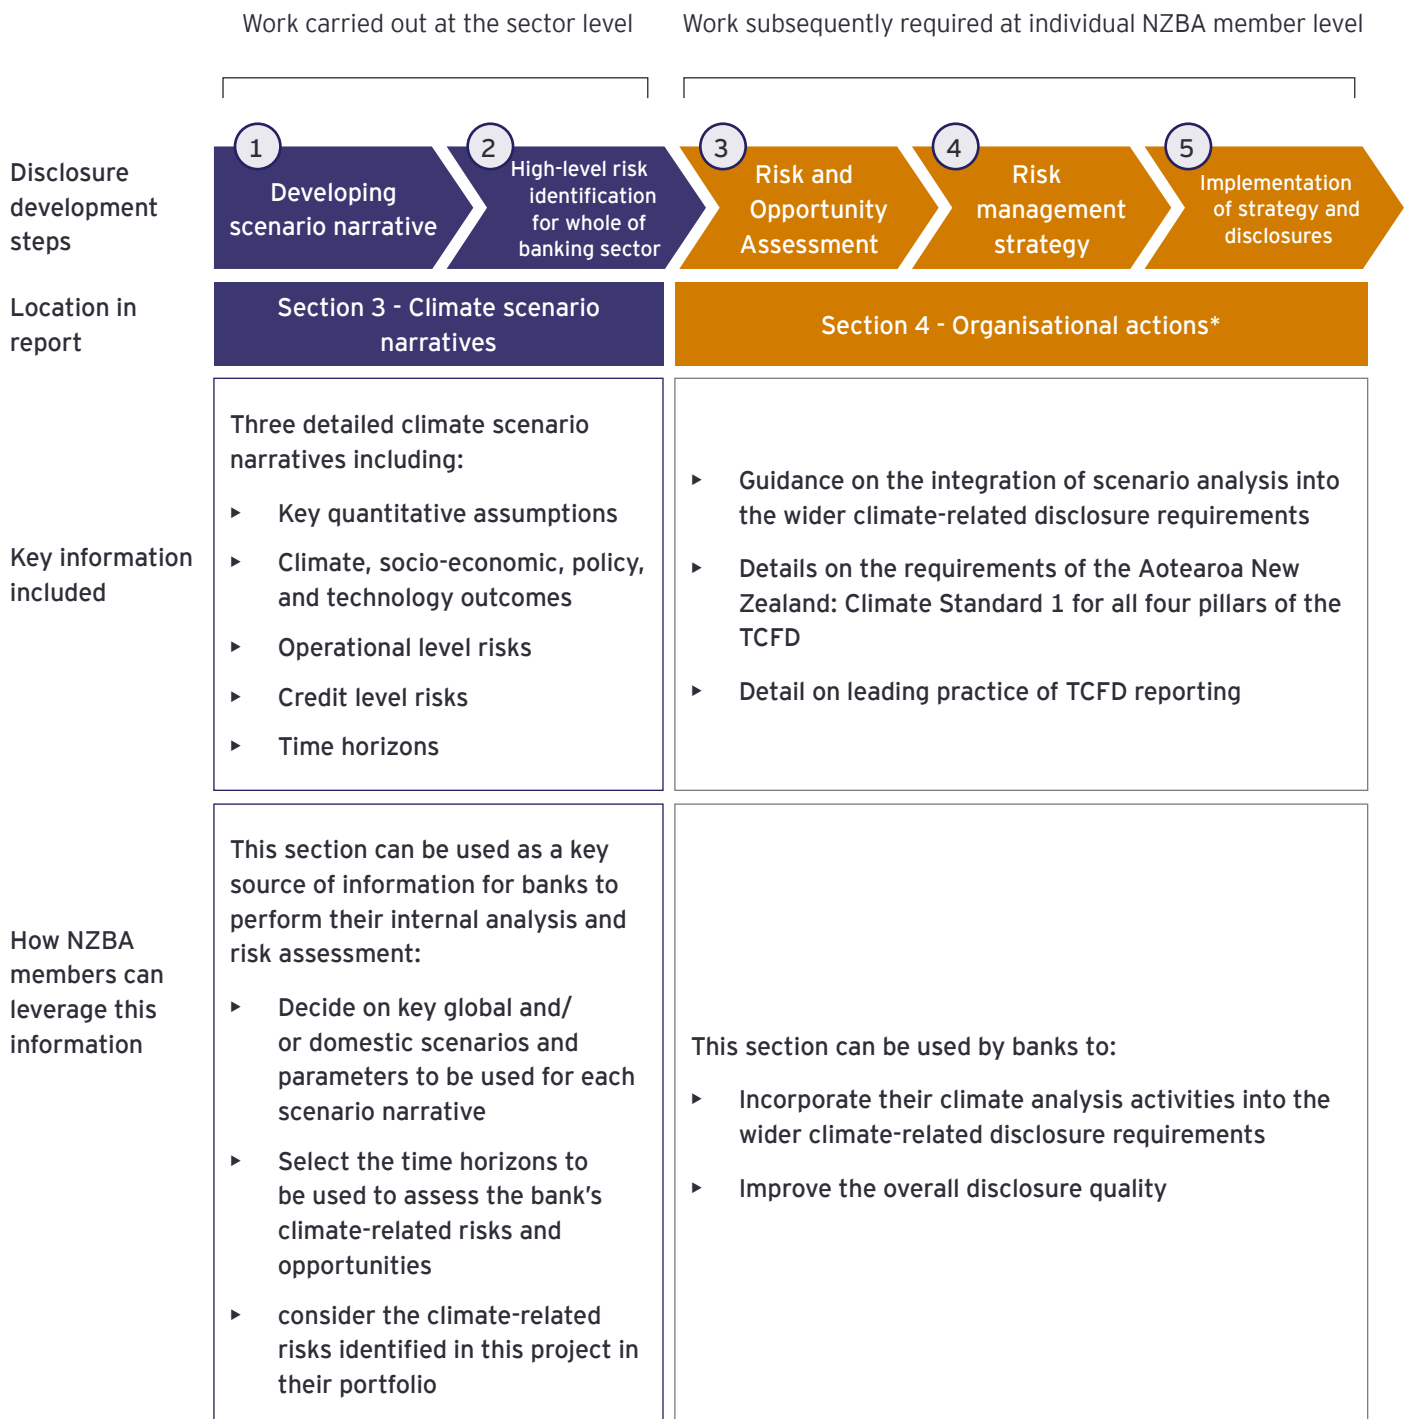 Work carried out at the sector level
Work subsequently required at individual NZBA member level
Disclosure
development
steps
1
Developing
scenario narrative
2
High-level risk
identification
for whole of
banking sector
3
Risk and
Opportunity
Assessment
4
Risk
management
strategy
5
Implementation
of strategy and
disclosures
Location in
report
Section 3 - Climate scenario
narratives
Section 4 - Organisational actions*
Key information
included
Three detailed climate scenario
narratives including:
▸ Key quantitative assumptions
▸ Climate, socio-economic, policy,
and technology outcomes
▸ Operational level risks
▸ Credit level risks
▸ Time horizons
▸ Guidance on the integration of scenario analysis into
the wider climate-related disclosure requirements
▸ Details on the requirements of the Aotearoa New
Zealand: Climate Standard 1 for all four pillars of the
TCFD
▸ Detail on leading practice of TCFD reporting
How NZBA
members can
leverage this
information
This section can be used as a key
source of information for banks to
perform their internal analysis and
risk assessment:
▸ Decide on key global and/
or domestic scenarios and
parameters to be used for each
scenario narrative
▸ Select the time horizons to
be used to assess the bank’s
climate-related risks and
opportunities
▸ consider the climate-related
risks identified in this project in
their portfolio
This section can be used by banks to:
▸ Incorporate their climate analysis activities into the
wider climate-related disclosure requirements
▸ Improve the overall disclosure quality